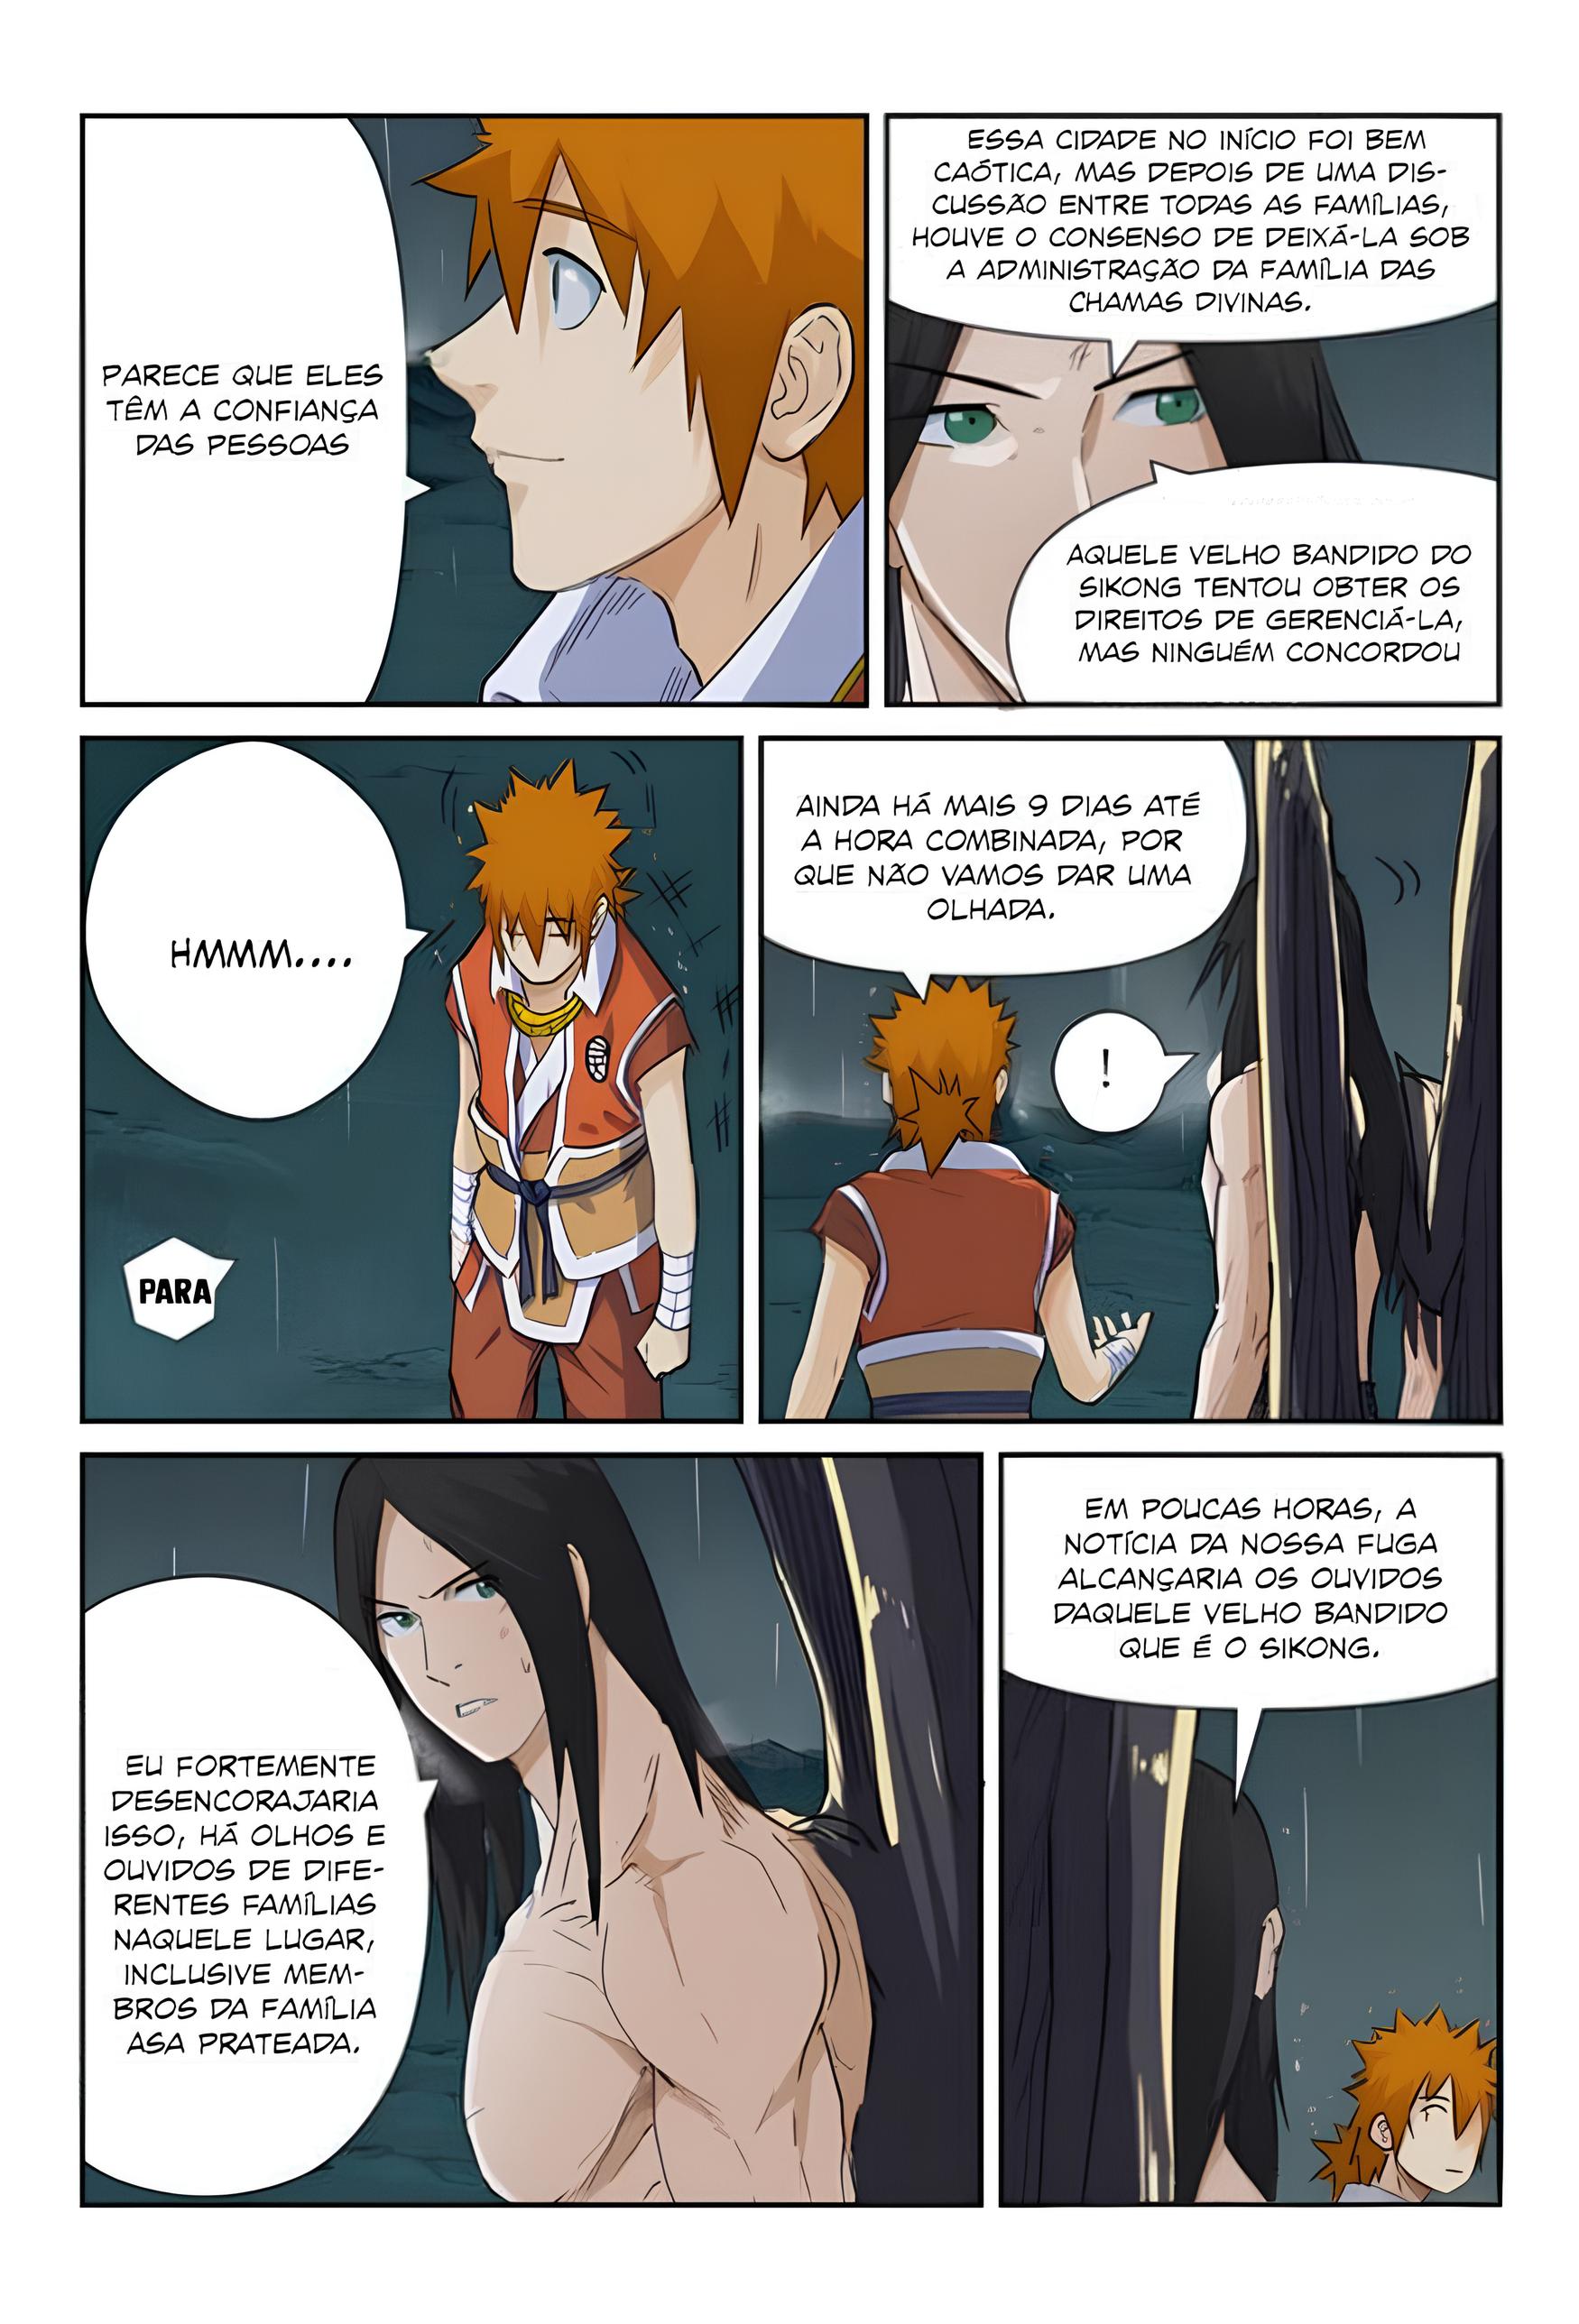 PARECE QUE ELES
TÊM A CONFIANÇA
DAS PESSOAS
ESSA CIDADE NO INÍCIO FOI BEM
CAÓTICA, MAS DEPOIS DE UMA DIS-
CUSSÃO ENTRE TODAS AS FAMÍLIAS,
HOUVE O CONSENSO DE DEIXÁ-LA SOB
A ADMINISTRAÇÃO DA FAMÍLIA DAS
CHAMAS DIVINAS.
AQUELE VELHO BANDIDO DO
SIKONG TENTOU OBTER OS
DIREITOS DE GERENCIÁ-LA,
MAS NINGUÉM CONCORDOU
HMMM....
PARA
AINDA HÁ MAIS 9 DIAS ATÉ
A HORA COMBINADA, POR
QUE NÃO VAMOS DAR UMA
OLHADA.
!
EU FORTEMENTE
DESENCORAJARIA
ISSO, HÁ OLHOS E
OUVIDOS DE DIFE-
RENTES FAMÍLIAS
NAQUELE LUGAR,
INCLUSIVE MEM-
BROS DA FAMÍLIA
ASA PRATEADA.
EM POUCAS HORAS, A
NOTÍCIA DA NOSSA FUGA
ALCANÇARIA OS OUVIDOS
DAQUELE VELHO BANDIDO
QUE É O SIKONG.